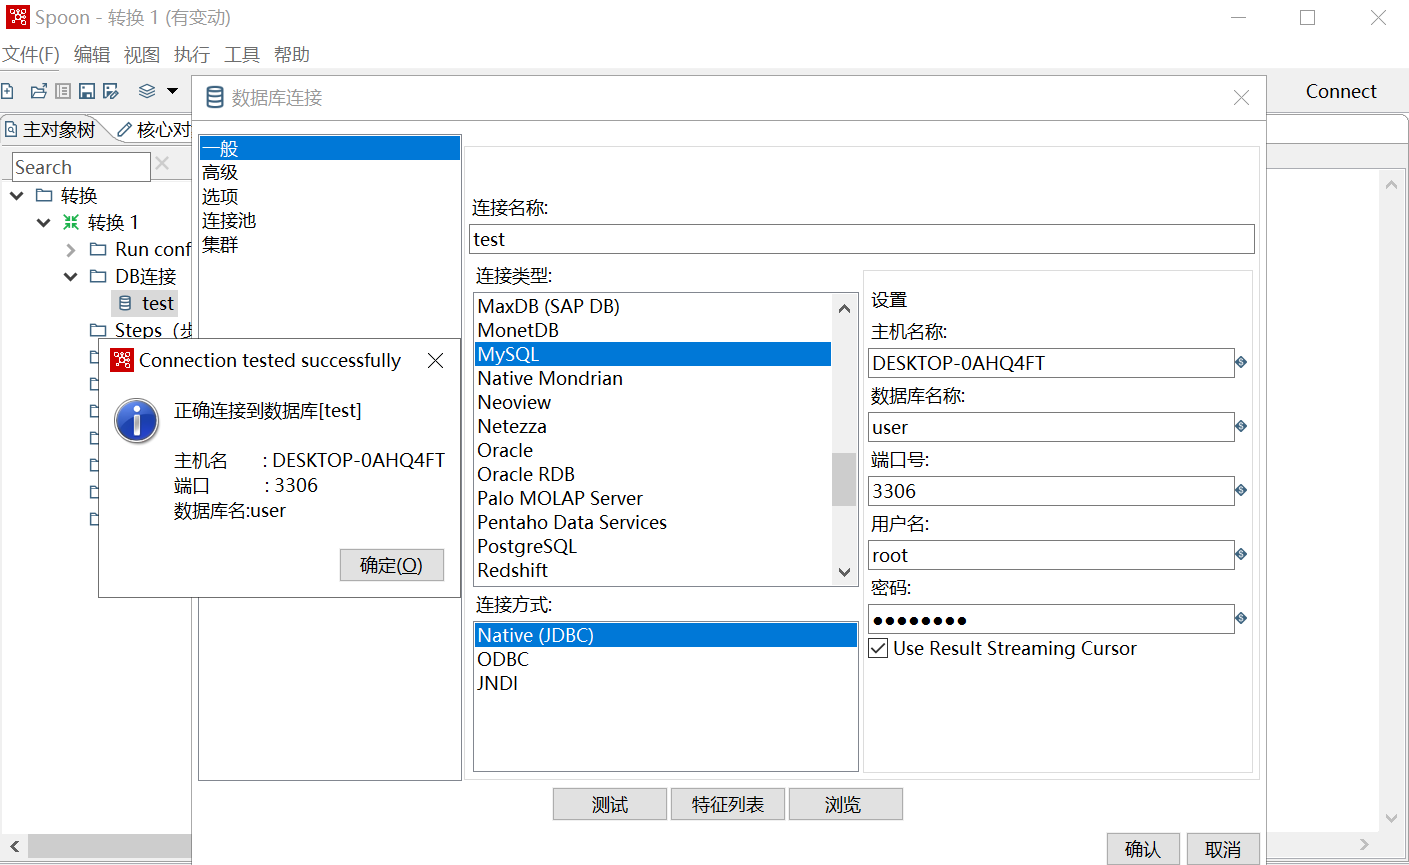 Spoon - 转换 1 (有变动)
文件(F) 编辑 视图 执行 工具 帮助
Connect
主对象树 核心对
Search
转换
转换 1
Run conf
DB连接
test
Steps（步
数据库连接
一般
高级
选项
连接池
集群
连接名称:
test
连接类型:
MaxDB (SAP DB)
MonetDB
MySQL
Native Mondrian
Neoview
Netezza
Oracle
Oracle RDB
Palo MOLAP Server
Pentaho Data Services
PostgreSQL
Redshift
连接方式:
Native (JDBC)
ODBC
JNDI
设置
主机名称:
DESKTOP-0AHQ4FT
数据库名称:
user
端口号:
3306
用户名:
root
密码:
●●●●●●●●
Use Result Streaming Cursor
测试 特征列表 浏览
确认 取消
Connection tested successfully
正确连接到数据库[test]
主机名 : DESKTOP-0AHQ4FT
端口 : 3306
数据库名:user
确定(O)